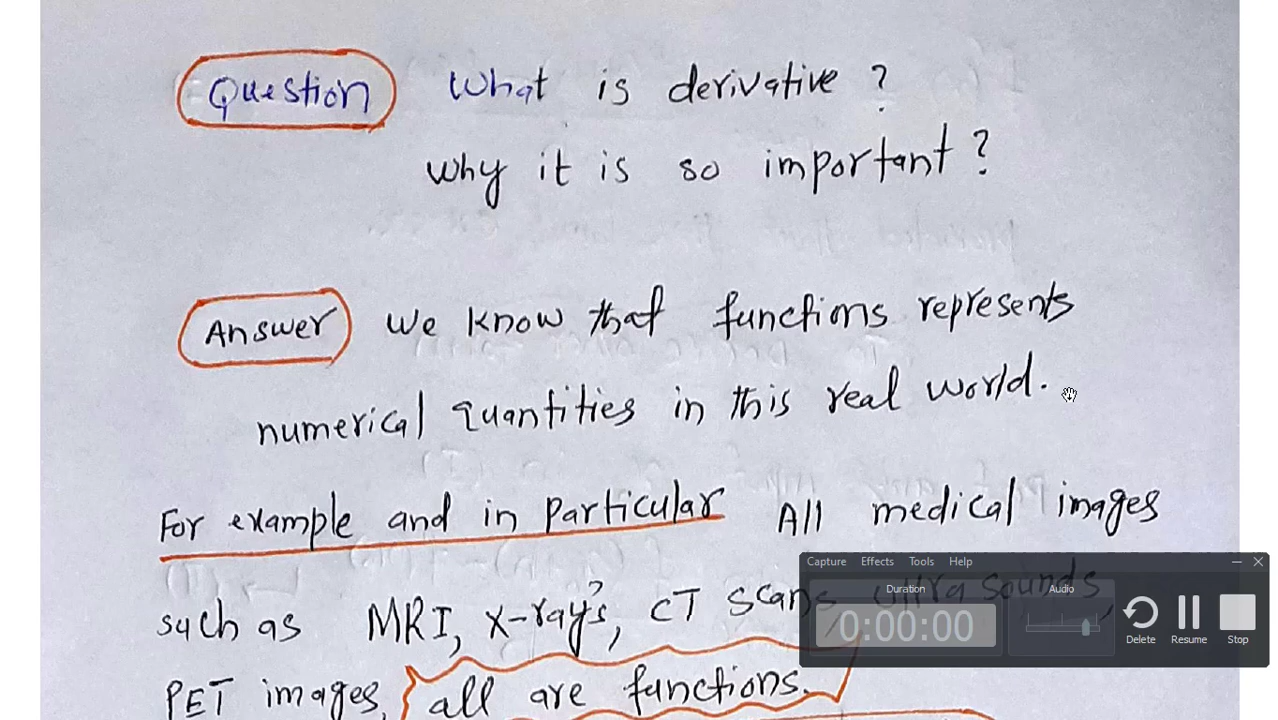 Question What is derivative ?
Why it is so important ?
Answer We know that functions represents
numerical quantities in this real world.
For example and in particular All medical images
such as MRI, X-ray's, CT scans, Ultra sounds,
PET images, all are functions.
Capture Effects Tools Help
Duration
Audio
0:00:00
Delete Resume Stop